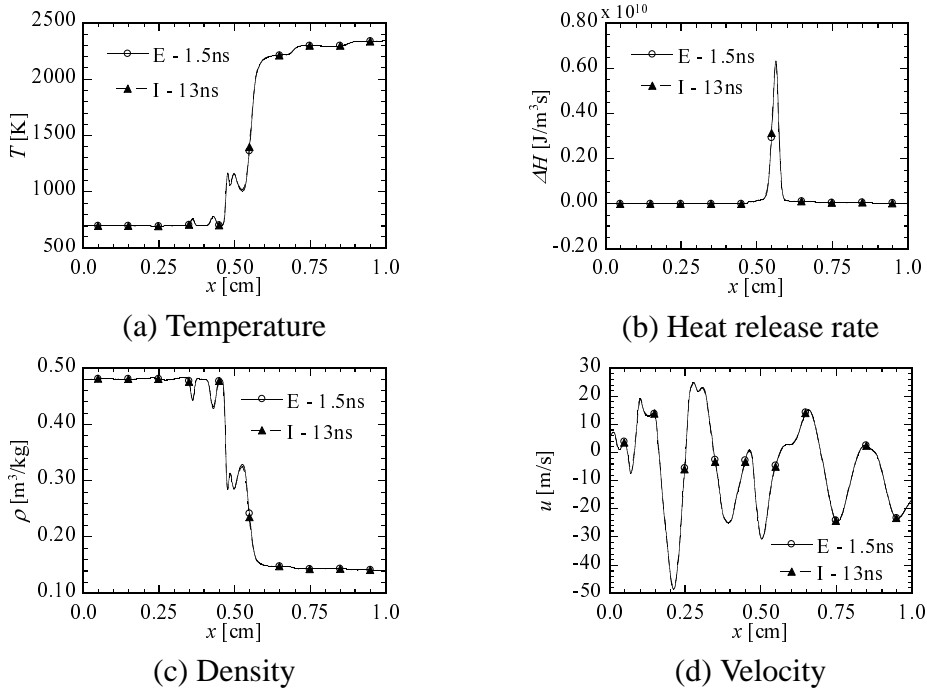 2500
2000
1500
1000
500
T [K]
E - 1.5ns
I - 13ns
0.0 0.25 0.50 0.75 1.0
x [cm]
(a) Temperature
0.80 x 10^10
0.60
0.40
0.20
0.00
-0.20
ΔH [J/m³s]
E - 1.5ns
I - 13ns
0.0 0.25 0.50 0.75 1.0
x [cm]
(b) Heat release rate
0.50
0.40
0.30
0.20
0.10
ρ [m³/kg]
E - 1.5ns
I - 13ns
0.0 0.25 0.50 0.75 1.0
x [cm]
(c) Density
30
20
10
0
-10
-20
-30
-40
-50
u [m/s]
E - 1.5ns
I - 13ns
0.0 0.25 0.50 0.75 1.0
x [cm]
(d) Velocity